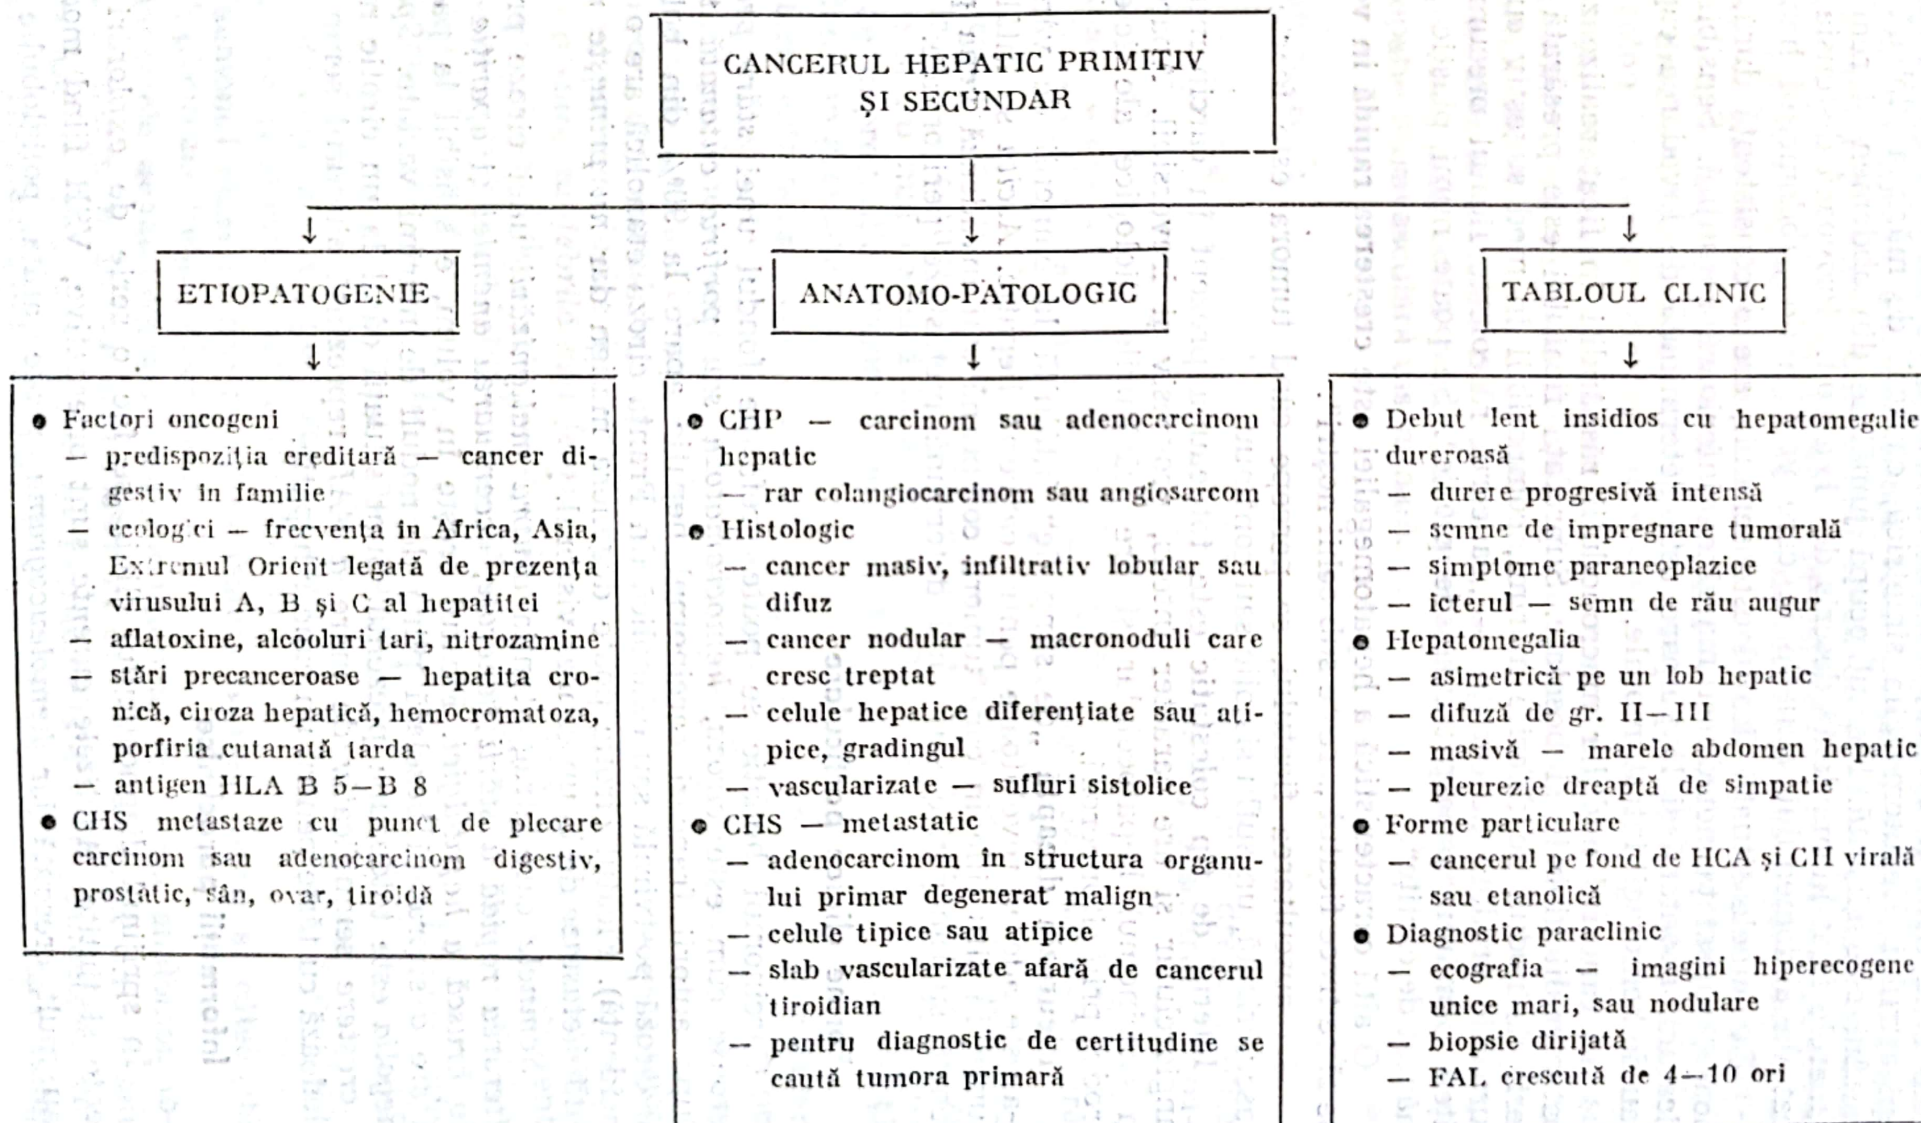 CANCERUL HEPATIC PRIMITIV
ȘI SECUNDAR
ETIOPATOGENIE
● Factori oncogeni
— predispoziția ereditară — cancer di-
gestiv în familie
— ecologici — frecvența în Africa, Asia,
Extremul Orient legată de prezența
virusului A, B și C al hepatitei
— aflatoxine, alcooluri tari, nitrozamine
— stări precanceroase — hepatita cro-
nică, ciroza hepatică, hemocromatoza,
porfiria cutanată tarda
— antigen HLA B 5—B 8
● CHS metastaze cu punct de plecare
carcinom sau adenocarcinom digestiv,
prostatic, sân, ovar, tiroidă
ANATOMO-PATOLOGIC
● CHP — carcinom sau adenocarcinom
hepatic
— rar colangiocarcinom sau angiosarcom
● Histologic
— cancer masiv, infiltrativ lobular sau
difuz
— cancer nodular — macronoduli care
cresc treptat
— celule hepatice diferențiate sau ati-
pice, gradingul
— vascularizate — sufluri sistolice
● CHS — metastatic
— adenocarcinom în structura organu-
lui primar degenerat malign
— celule tipice sau atipice
— slab vascularizate afară de cancerul
tiroidian
— pentru diagnostic de certitudine se
caută tumora primară
TABLOUL CLINIC
● Debut lent insidios cu hepatomegalie
dureroasă
— durere progresivă intensă
— semne de impregnare tumorală
— simptome paraneoplazice
— icterul — semn de rău augur
● Hepatomegalia
— asimetrică pe un lob hepatic
— difuză de gr. II—III
— masivă — marele abdomen hepatic
— pleurezie dreaptă de simpatie
● Forme particulare
— cancerul pe fond de HCA și CH virală
sau etanolică
● Diagnostic paraclinic
— ecografia — imagini hiperecogene
unice mari, sau nodulare
— biopsie dirijată
— FAL crescută de 4—10 ori